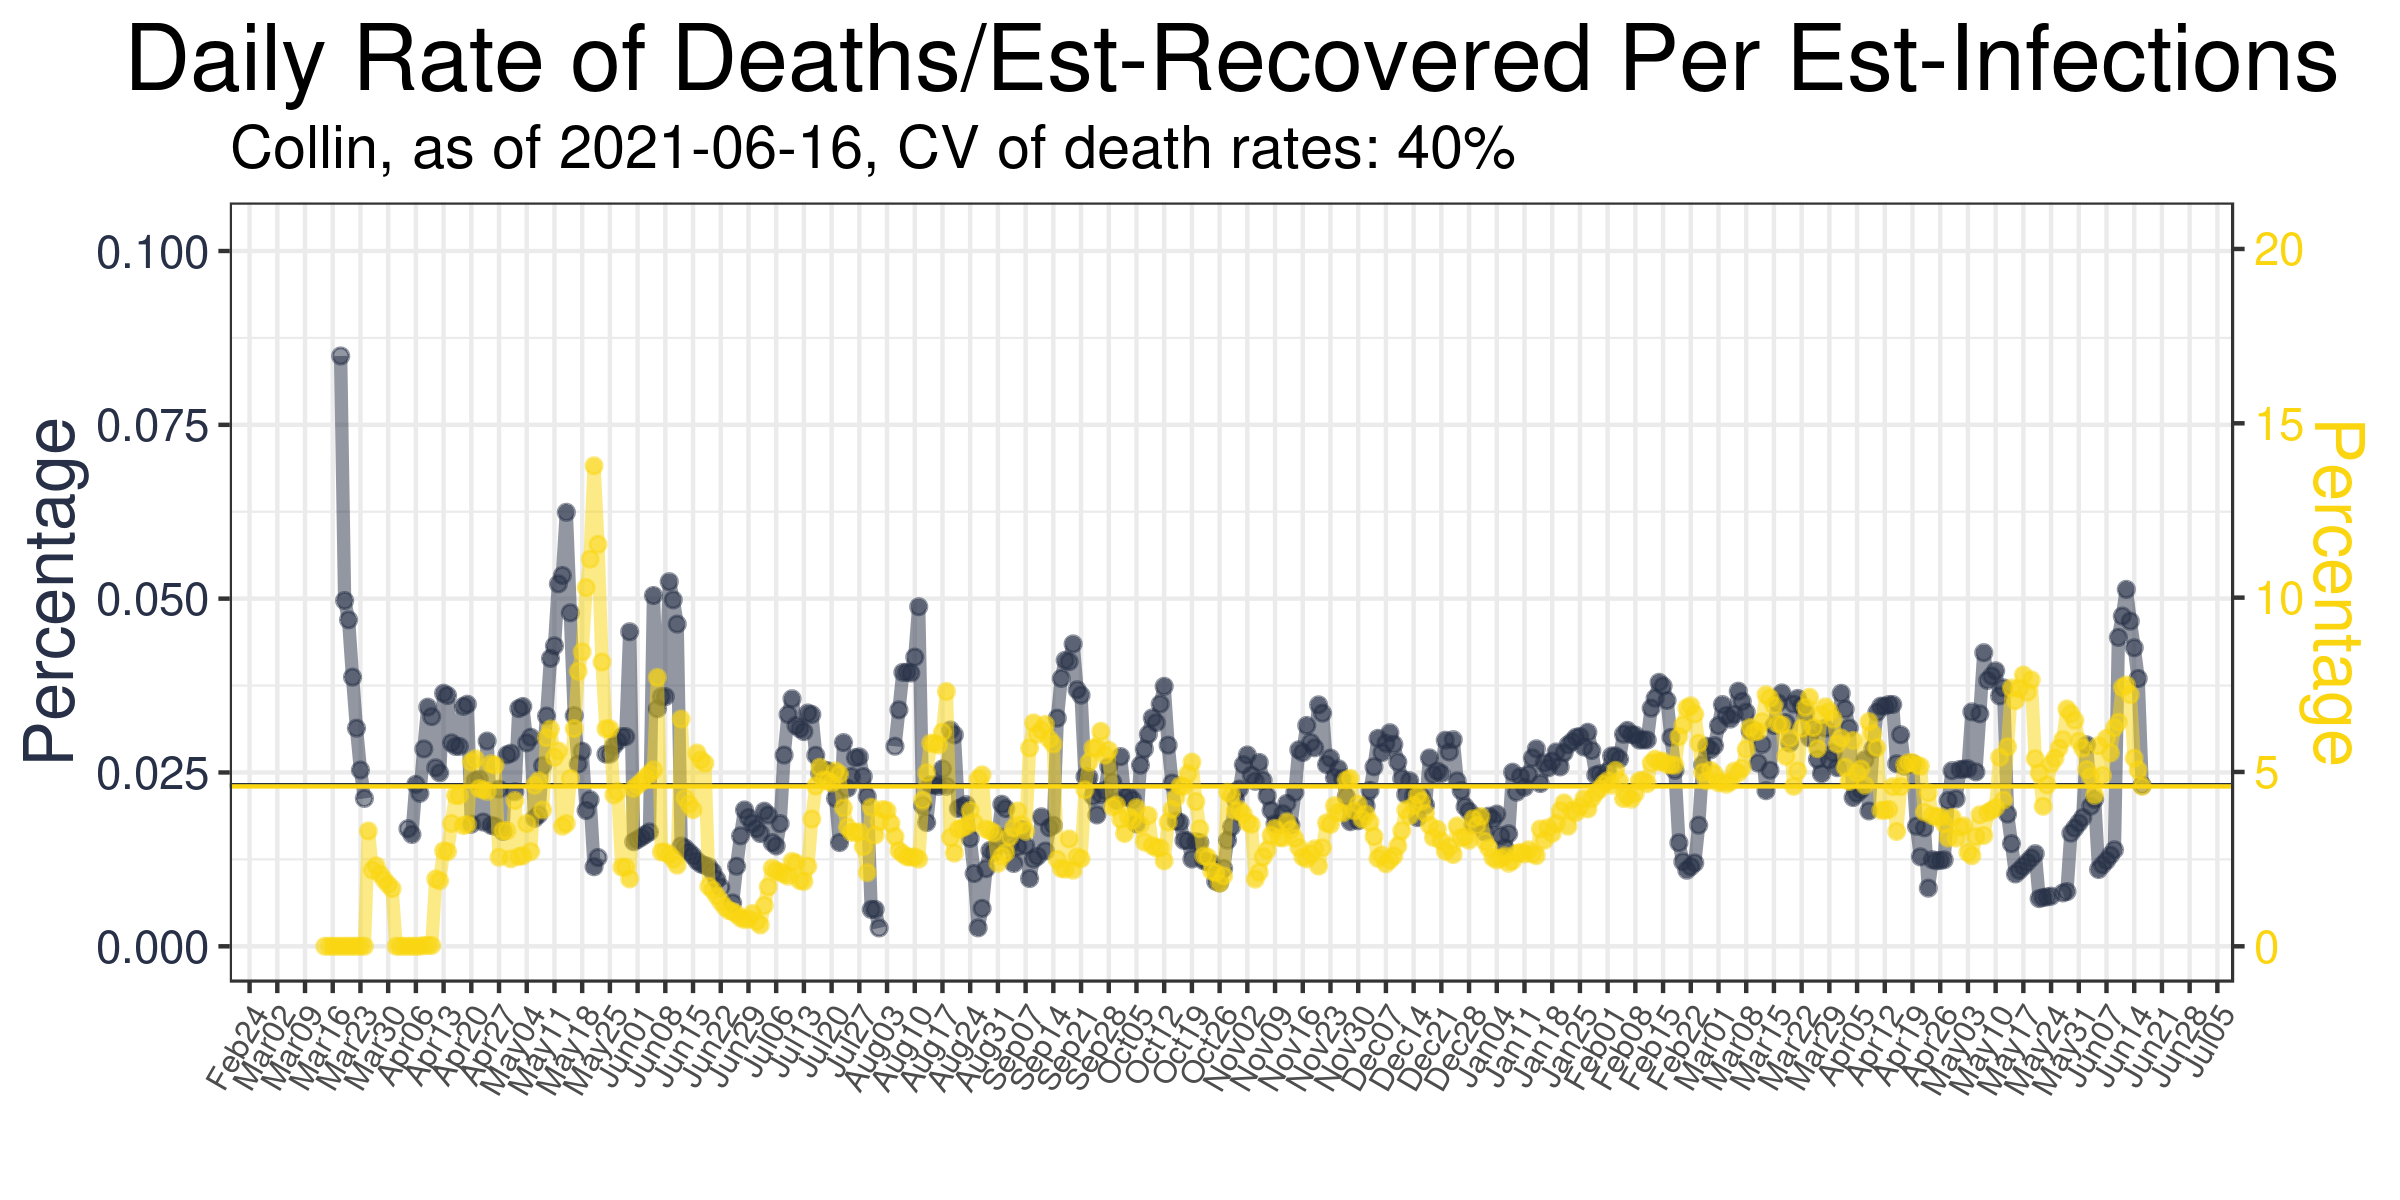 Daily Rate of Deaths/Est-Recovered Per Est-Infections
Collin, as of 2021-06-16, CV of death rates: 40%
Percentage
0.100
0.075
0.050
0.025
0.000
20
15
10
5
0
Percentage
Feb24
Mar02
Mar09
Mar16
Mar23
Mar30
Apr06
Apr13
Apr20
Apr27
May04
May11
May18
May25
Jun01
Jun08
Jun15
Jun22
Jun29
Jul06
Jul13
Jul20
Jul27
Aug03
Aug10
Aug17
Aug24
Aug31
Sep07
Sep14
Sep21
Sep28
Oct05
Oct12
Oct19
Oct26
Nov02
Nov09
Nov16
Nov23
Nov30
Dec07
Dec14
Dec21
Dec28
Jan04
Jan11
Jan18
Jan25
Feb01
Feb08
Feb15
Feb22
Mar01
Mar08
Mar15
Mar22
Mar29
Apr05
Apr12
Apr19
Apr26
May03
May10
May17
May24
May31
Jun07
Jun14
Jun21
Jun28
Jul05